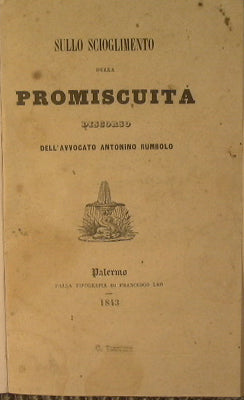 SULLO SCIOGLIMENTO
DELLA
PROMISCUITÀ
DISCORSO
DELL'AVVOCATO ANTONINO RUMBOLO
Palermo
DALLA TIPOGRAFIA DI FRANCESCO LAO
1843